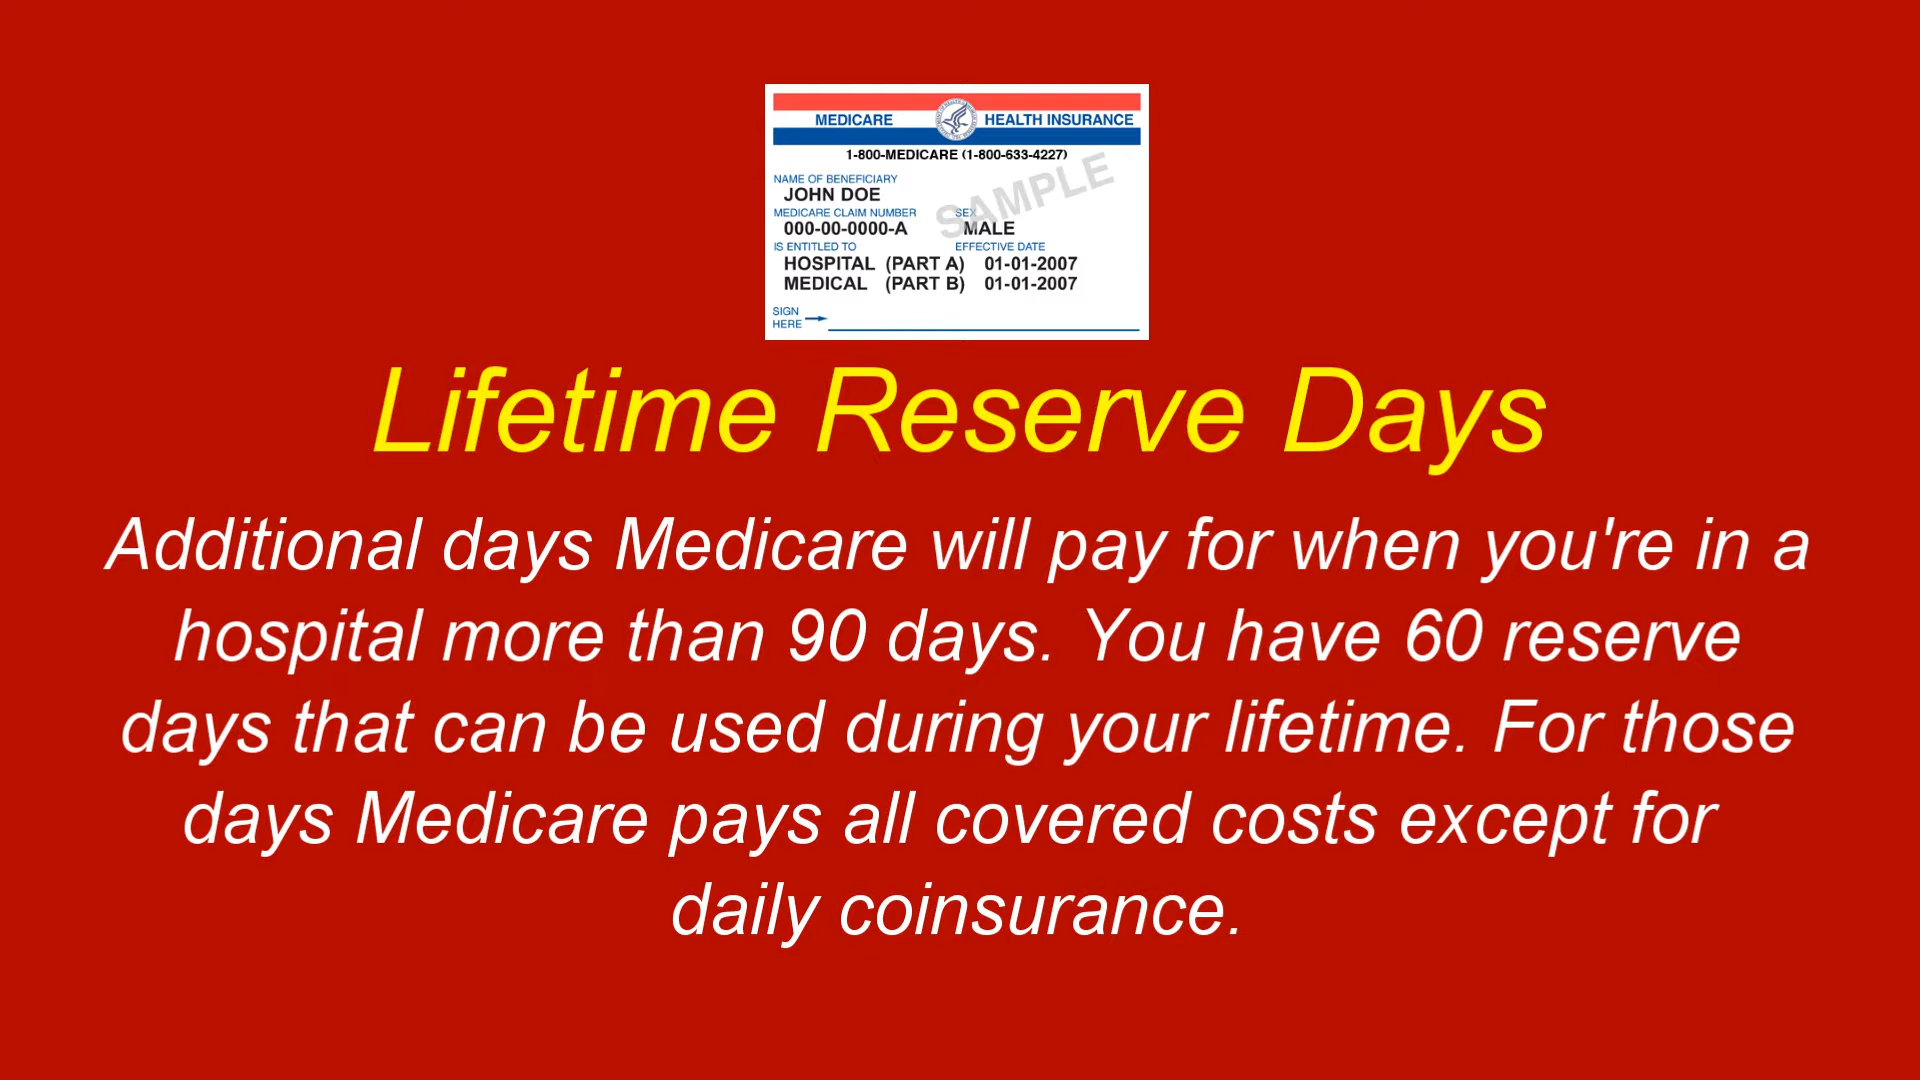 MEDICARE HEALTH INSURANCE
1-800-MEDICARE (1-800-633-4227)
SAMPLE
NAME OF BENEFICIARY
JOHN DOE
MEDICARE CLAIM NUMBER SEX
000-00-0000-A MALE
IS ENTITLED TO EFFECTIVE DATE
HOSPITAL (PART A) 01-01-2007
MEDICAL (PART B) 01-01-2007
SIGN
HERE
Lifetime Reserve Days
Additional days Medicare will pay for when you're in a
hospital more than 90 days. You have 60 reserve
days that can be used during your lifetime. For those
days Medicare pays all covered costs except for
daily coinsurance.